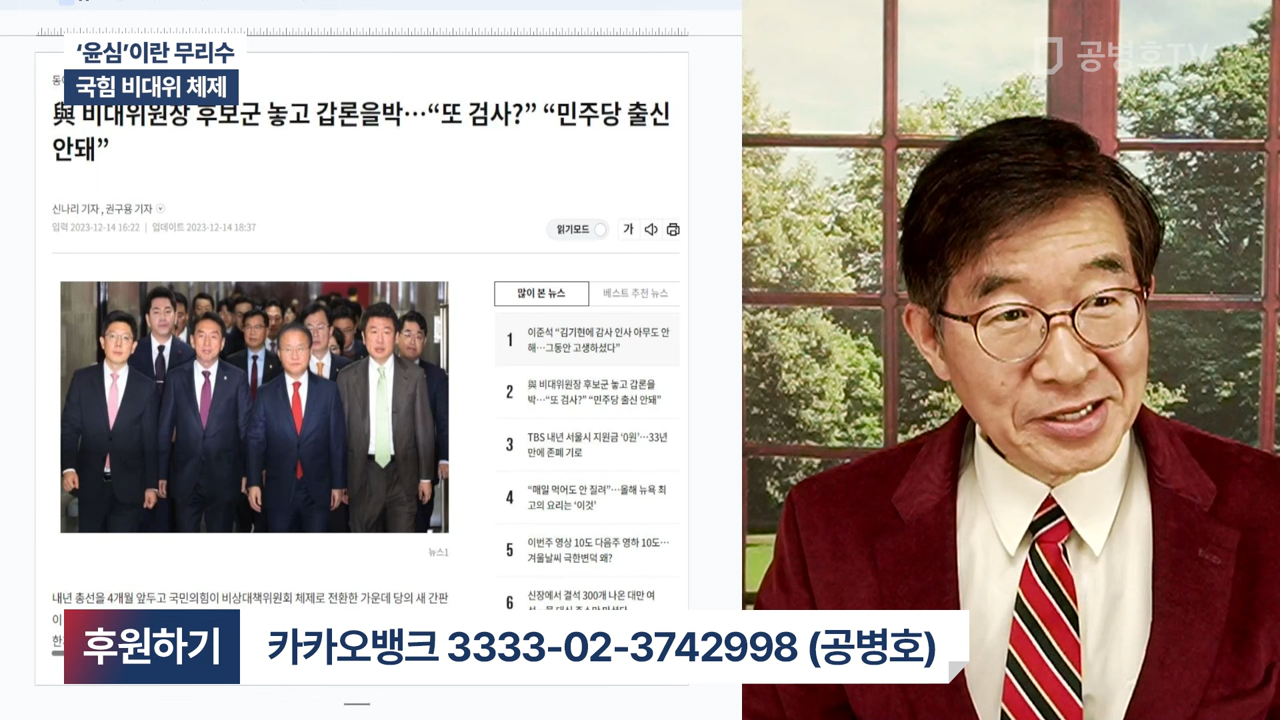 ‘윤심’이란 무리수
국힘 비대위 체제
공병호TV
與 비대위원장 후보군 놓고 갑론을박…“또 검사?” “민주당 출신
안돼”
신나리 기자, 권구용 기자
입력 2023-12-14 16:22 | 업데이트 2023-12-14 18:37
읽기모드
가
많이 본 뉴스
베스트 추천 뉴스
1
이준석 “김기현에 감사 인사 아무도 안
해…그동안 고생하셨다”
2
與 비대위원장 후보군 놓고 갑론을
박…“또 검사?” “민주당 출신 안돼”
3
TBS 내년 서울시 지원금 ‘0원’…33년
만에 존폐 기로
4
“매일 먹어도 안 질려”…올해 뉴욕 최
고의 요리는 ‘이것’
5
이번주 영상 10도 다음주 영하 10도…
겨울날씨 극한변덕 왜?
6
신장에서 결석 300개 나온 대만 여
뉴스1
내년 총선을 4개월 앞두고 국민의힘이 비상대책위원회 체제로 전환한 가운데 당의 새 간판
이
한
후원하기
카카오뱅크 3333-02-3742998 (공병호)